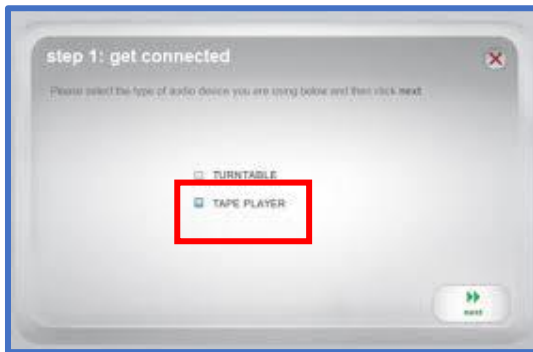 step 1: get connected
Please select the type of audio device you are using below and then click next
TURNTABLE
TAPE PLAYER
next